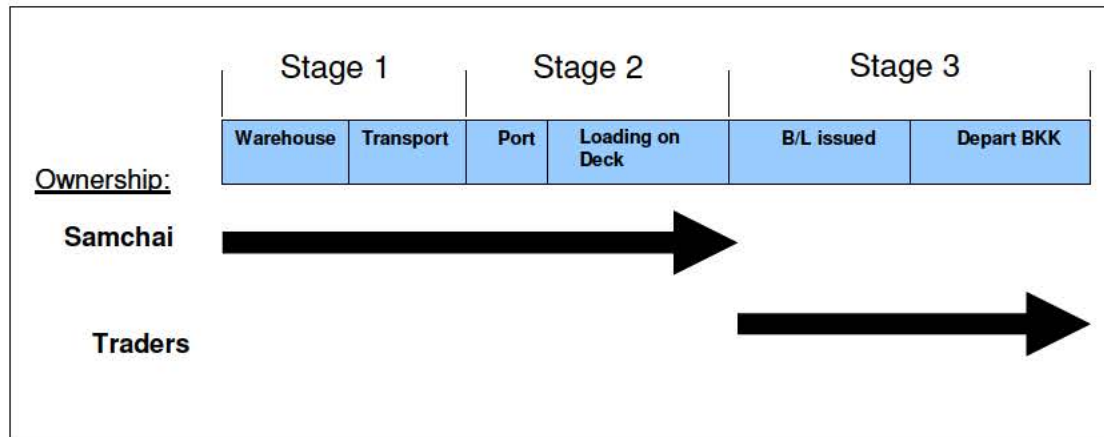 Stage 1 Stage 2 Stage 3
Warehouse Transport Port Loading on Deck B/L issued Depart BKK
Ownership:
Samchai
Traders